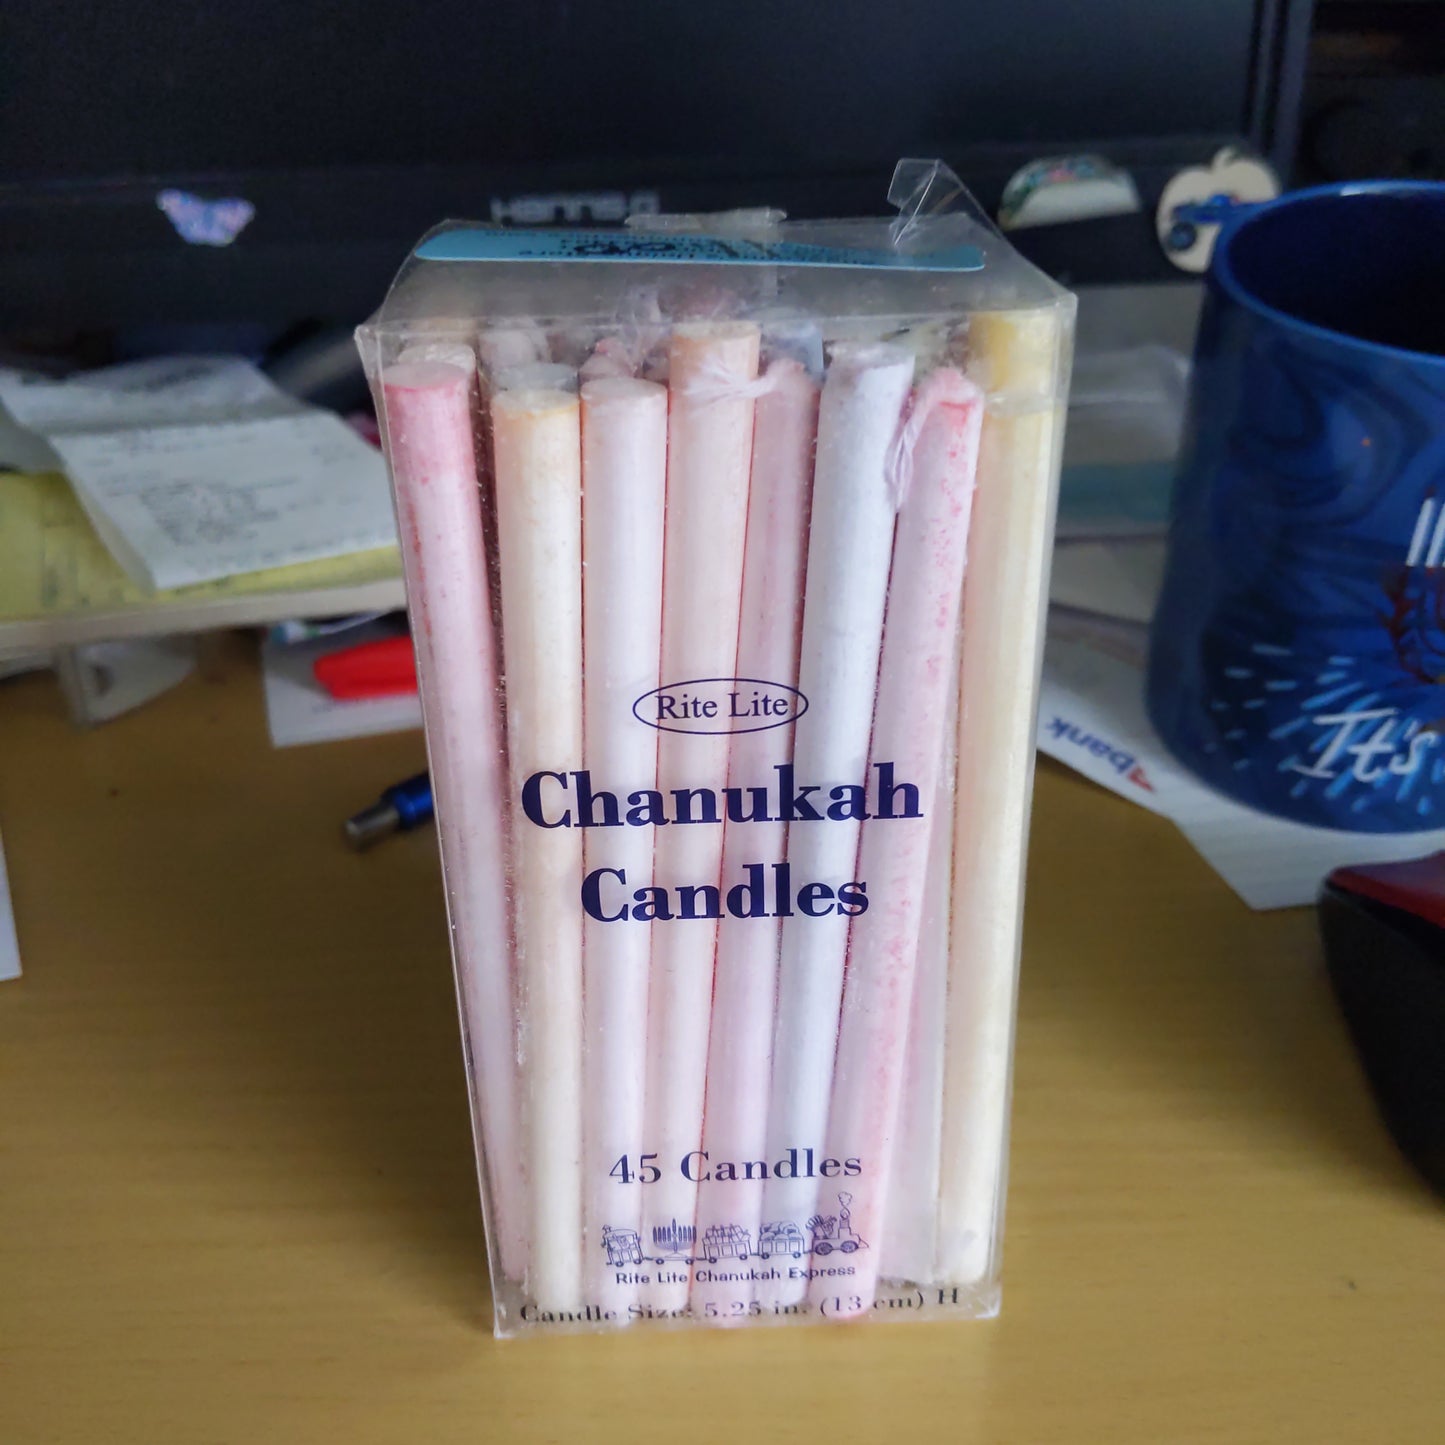 HANNS.G
Rite Lite
Chanukah
Candles
45 Candles
Rite Lite Chanukah Express
Candle Size: 5.25 in. (13 cm) H
bank
It's